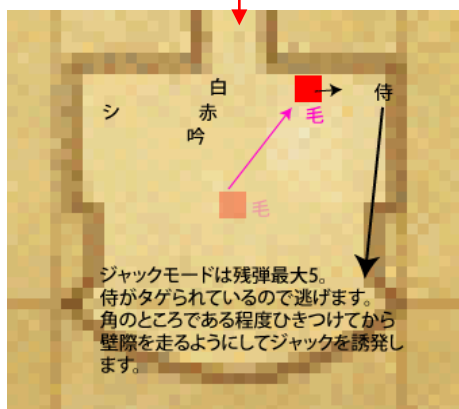 白
シ 赤 侍
吟 毛
毛
ジャックモードは残弾最大5。
侍がタゲられているので逃げます。
角のところである程度ひきつけてから
壁際を走るようにしてジャックを誘発し
ます。